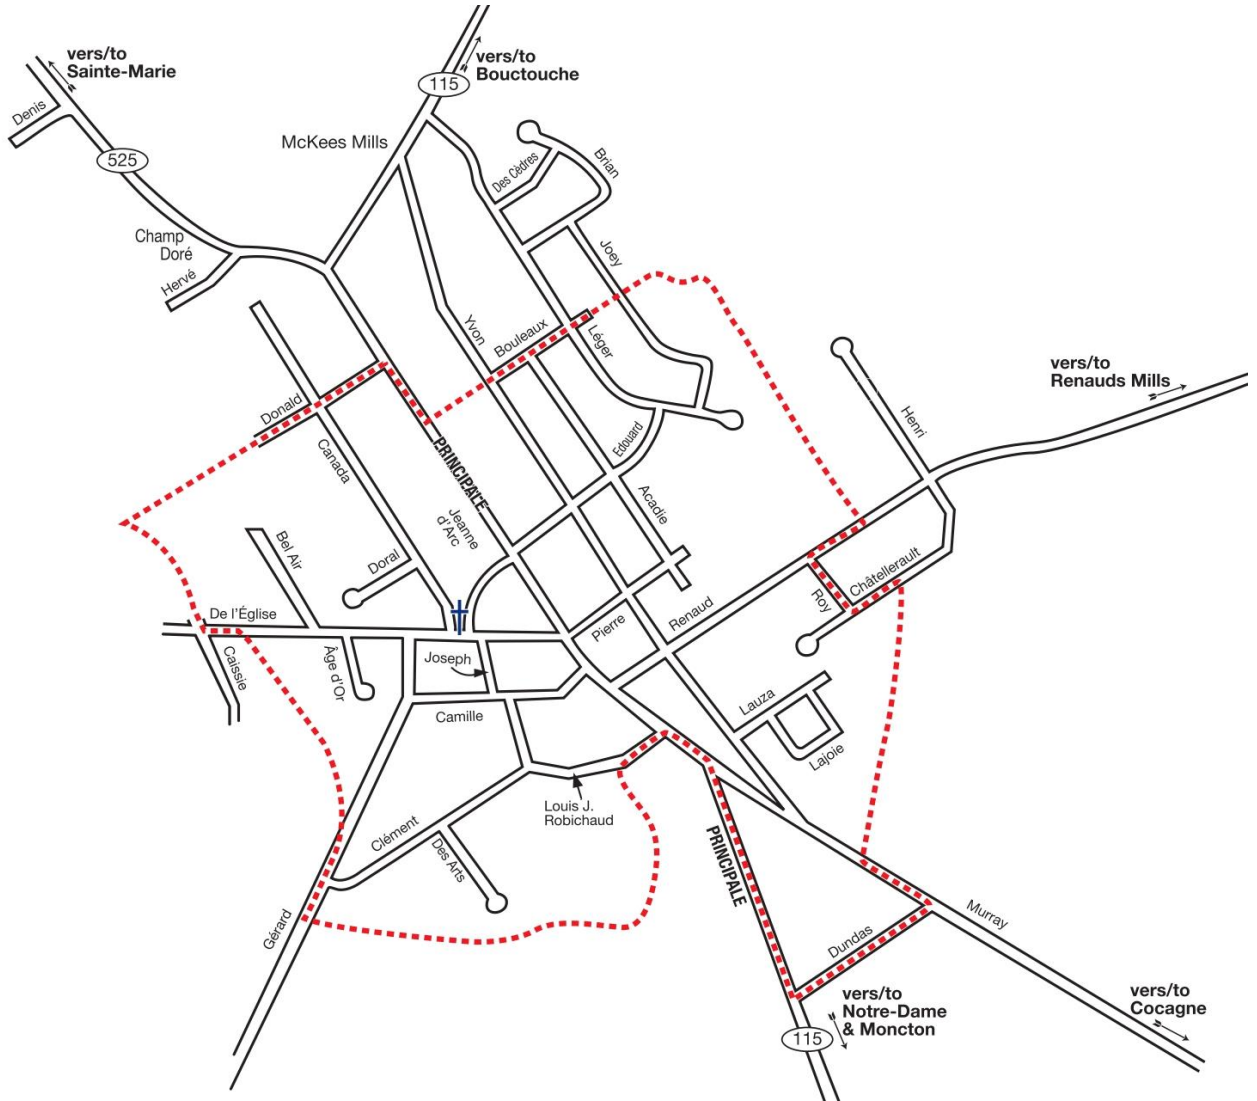 vers/to
Sainte-Marie
vers/to
Bouctouche
115
Denis
McKees Mills
525
Des Cèdres
Brian
Champ
Doré
Joey
Hervé
Yvon
Bouleaux
Léger
vers/to
Renauds Mills
Donald
Henri
Canada
PRINCIPALE
Edouard
Acadie
Jeanne
d'Arc
Bel Air
Doral
Châtellerault
Roy
De l'Église
Pierre
Renaud
Caissie
Âge d'Or
Joseph
Lauza
Camille
Lajoie
Louis J.
Robichaud
Clément
Des Arts
PRINCIPALE
Gérard
Murray
Dundas
vers/to
Notre-Dame
& Moncton
vers/to
Cocagne
115